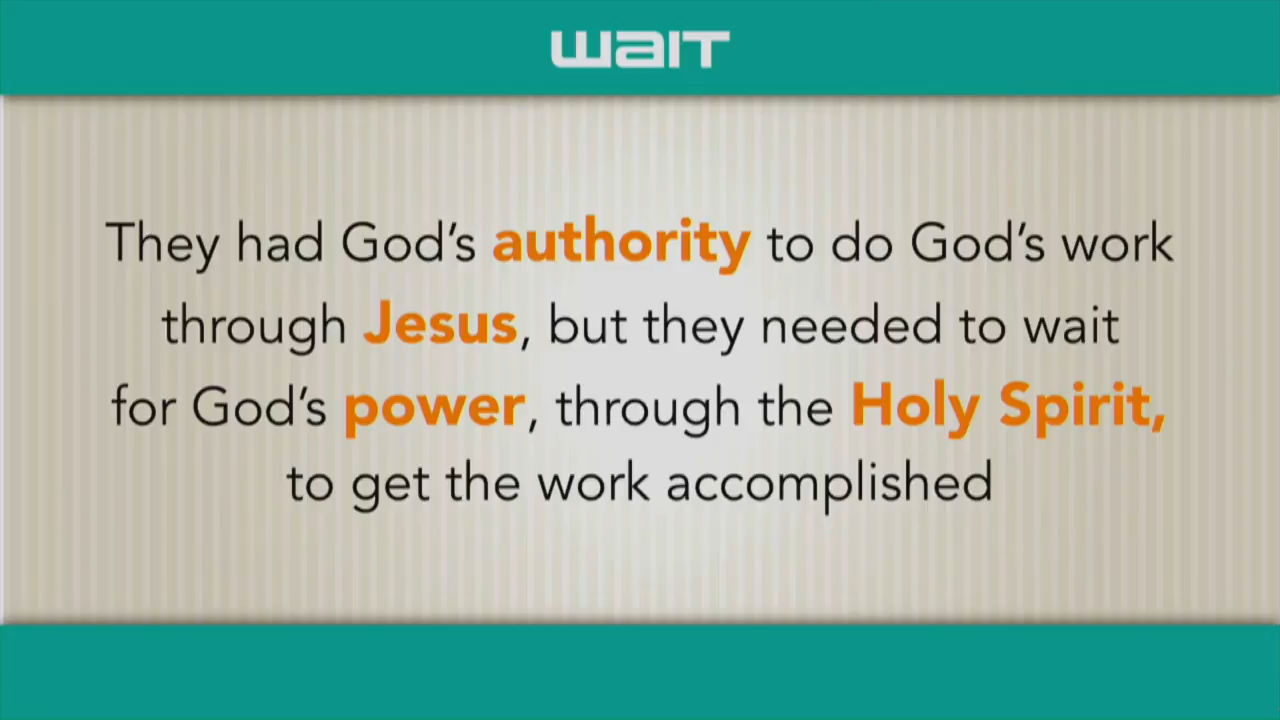 waIT
They had God's authority to do God's work
through Jesus, but they needed to wait
for God's power, through the Holy Spirit,
to get the work accomplished